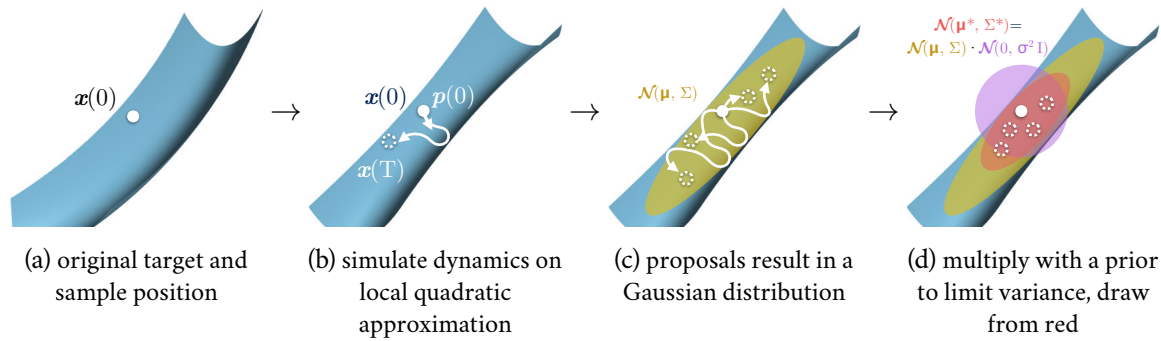 x(0)
→
x(0) p(0)
x(T)
→
𝒩(μ, Σ)
→
𝒩(μ*, Σ*)=
𝒩(μ, Σ) · 𝒩(0, σ²I)
(a) original target and
sample position
(b) simulate dynamics on
local quadratic
approximation
(c) proposals result in a
Gaussian distribution
(d) multiply with a prior
to limit variance, draw
from red